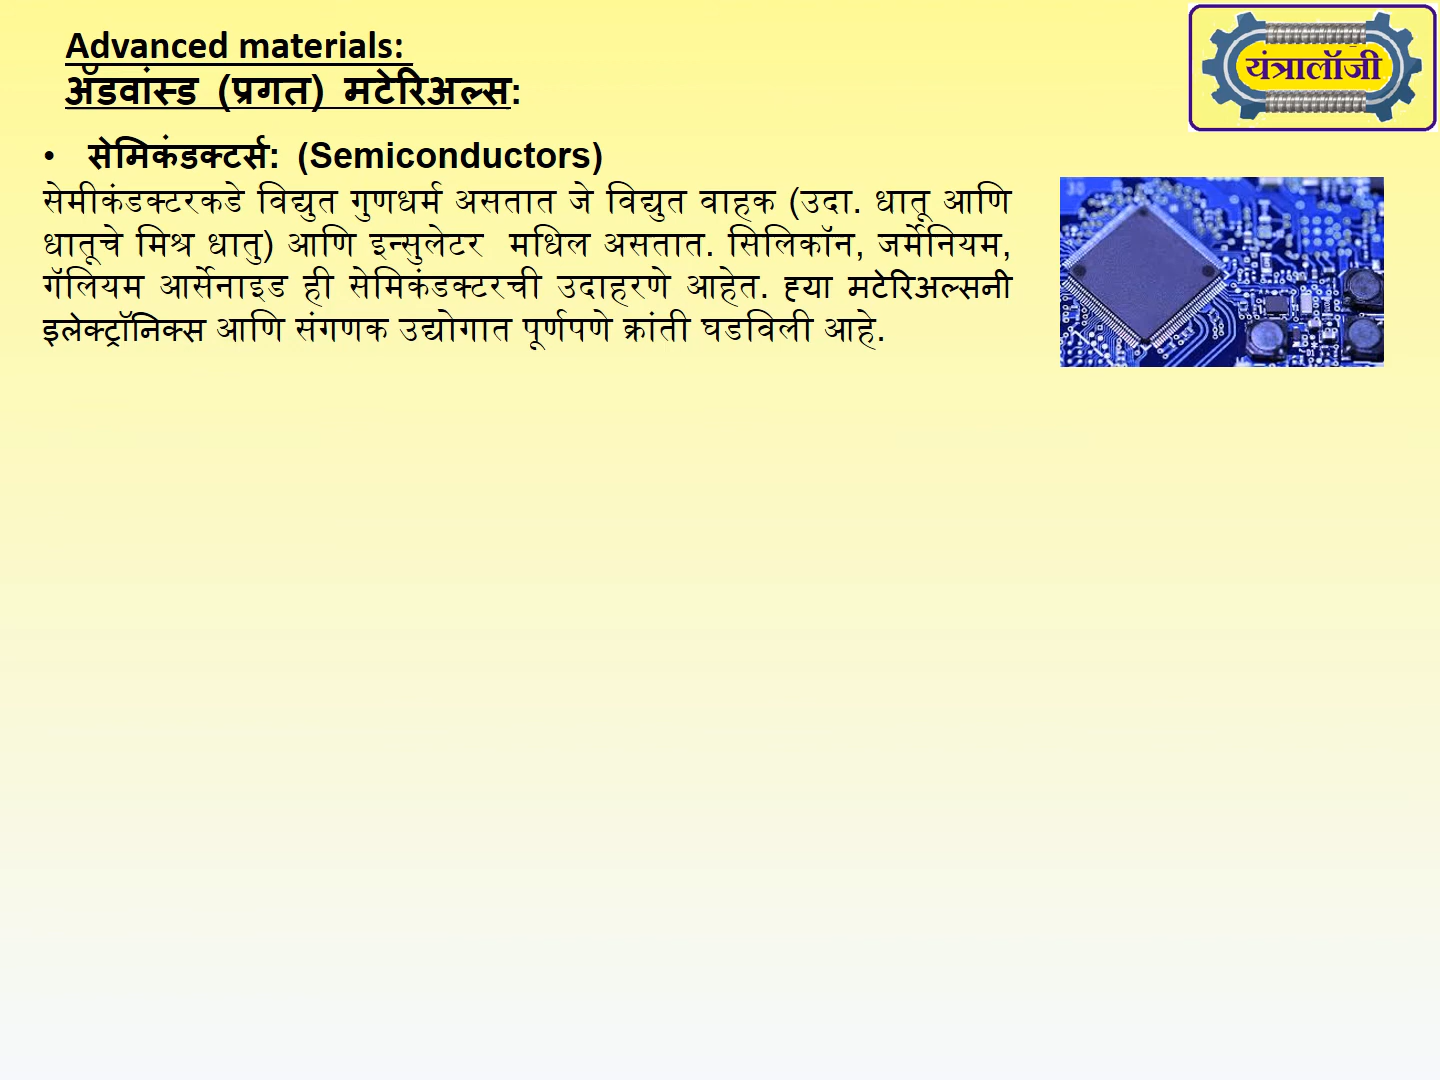 Advanced materials:
ॲडवांस्ड (प्रगत) मटेरिअल्स:
यंत्रालॉजी
• सेमिकंडक्टर्स: (Semiconductors)
सेमीकंडक्टरकडे विद्युत गुणधर्म असतात जे विद्युत वाहक (उदा. धातू आणि
धातूचे मिश्र धातु) आणि इन्सुलेटर मधिल असतात. सिलिकॉन, जर्मेनियम,
गॅलियम आर्सेनाइड ही सेमिकंडक्टरची उदाहरणे आहेत. ह्या मटेरिअल्सनी
इलेक्ट्रॉनिक्स आणि संगणक उद्योगात पूर्णपणे क्रांती घडविली आहे.